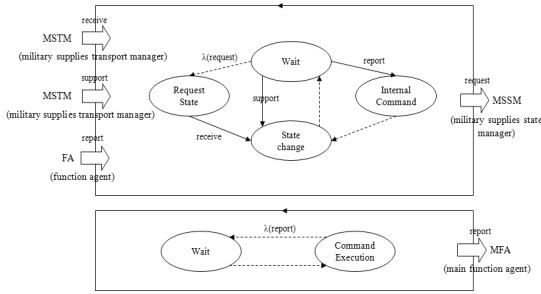 receive
MSTM
(military supplies transport manager)
support
MSTM
(military supplies transport manager)
report
FA
(function agent)
λ(request)
Wait
report
Request
State
support
Internal
Command
receive
State
change
request
MSSM
(military supplies state
manager)
λ(report)
Wait
Command
Execution
report
MFA
(main function agent)